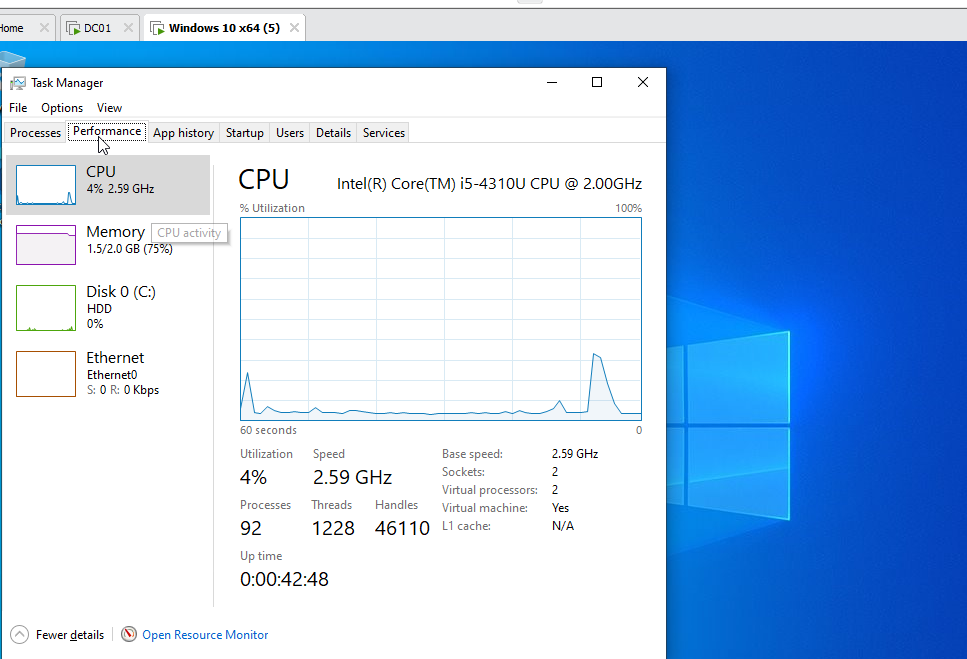 Home
DC01
Windows 10 x64 (5)
Task Manager
File Options View
Processes Performance App history Startup Users Details Services
CPU
4% 2.59 GHz
Memory
1.5/2.0 GB (75%)
CPU activity
Disk 0 (C:)
HDD
0%
Ethernet
Ethernet0
S: 0 R: 0 Kbps
CPU
Intel(R) Core(TM) i5-4310U CPU @ 2.00GHz
% Utilization 100%
60 seconds 0
Utilization Speed
4% 2.59 GHz
Processes Threads Handles
92 1228 46110
Up time
0:00:42:48
Base speed: 2.59 GHz
Sockets: 2
Virtual processors: 2
Virtual machine: Yes
L1 cache: N/A
Fewer details
Open Resource Monitor